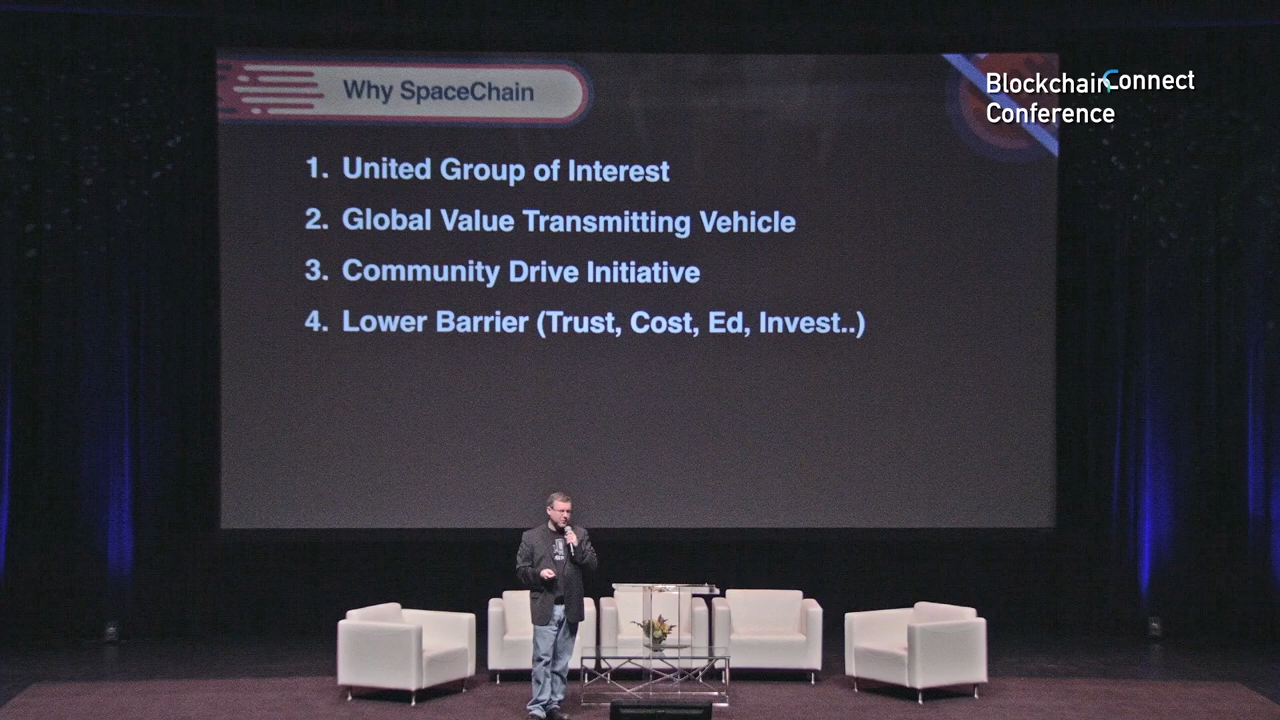 Why SpaceChain
Blockchain Connect
Conference
1. United Group of Interest
2. Global Value Transmitting Vehicle
3. Community Drive Initiative
4. Lower Barrier (Trust, Cost, Ed, Invest..)